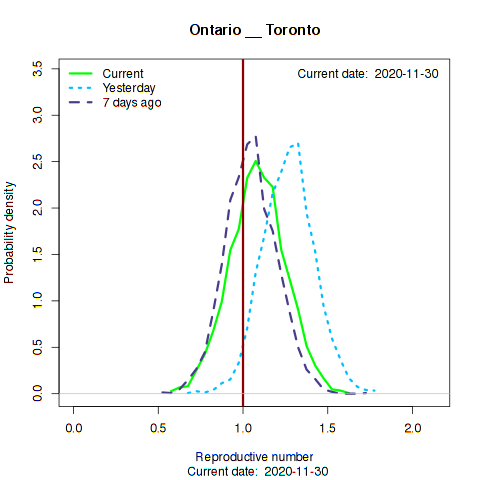 Ontario __ Toronto
Current
Yesterday
7 days ago
Current date:  2020-11-30
3.5
3.0
2.5
2.0
1.5
1.0
0.5
0.0
Probability density
0.0 0.5 1.0 1.5 2.0
Reproductive number
Current date:  2020-11-30